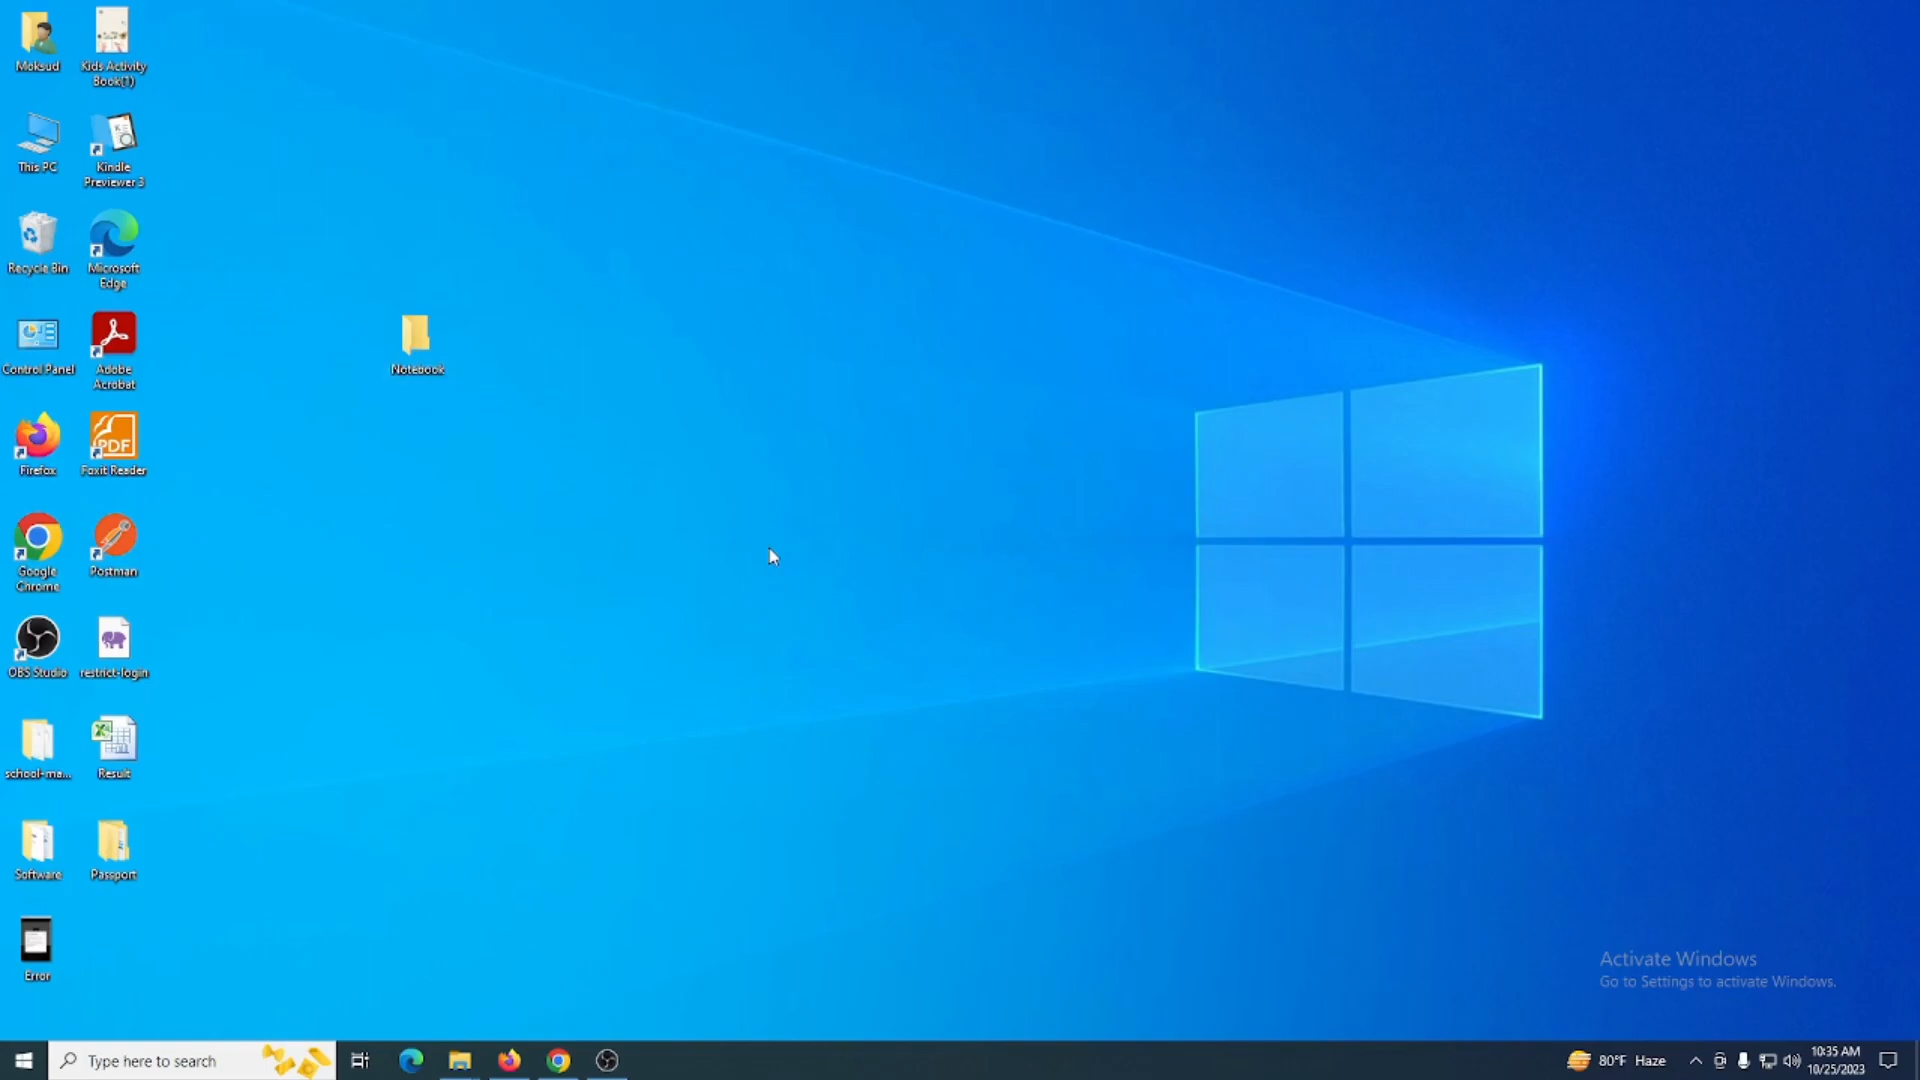 Moksud
Kids Activity
Book(1)
This PC
Kindle
Previewer 3
Recycle Bin
Microsoft
Edge
Control Panel
Adobe
Acrobat
Notebook
Firefox
PDF
Foxit Reader
Google
Chrome
Postman
OBS Studio
restrict-login
school-ma...
Result
Software
Passport
Error
Activate Windows
Go to Settings to activate Windows.
Type here to search
80°F Haze
10:35 AM
10/25/2023